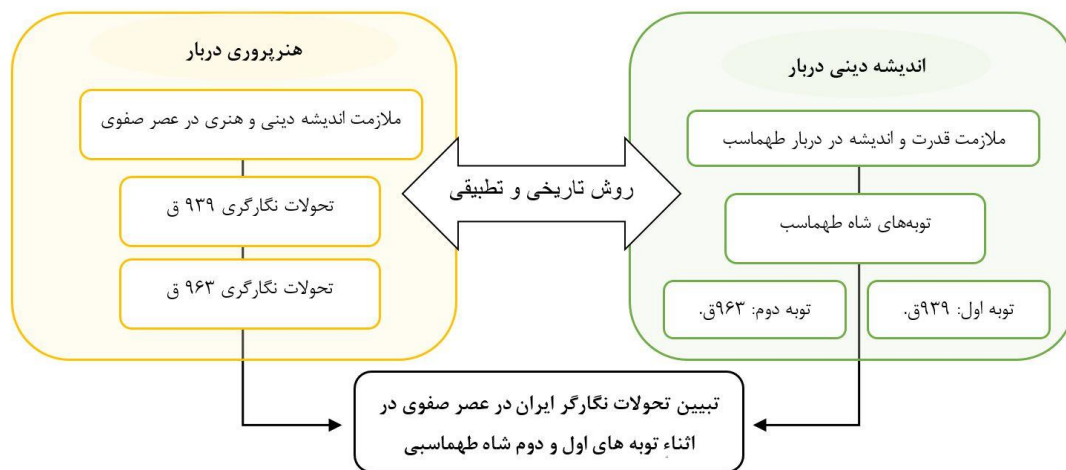 اندیشه دینی دربار
ملازمت قدرت و اندیشه در دربار طهماسب
توبه‌های شاه طهماسب
توبه اول: ۹۳۹ق.
توبه دوم: ۹۶۳ق.
روش تاریخی و تطبیقی
هنرپروری دربار
ملازمت اندیشه دینی و هنری در عصر صفوی
تحولات نگارگری ۹۳۹ ق
تحولات نگارگری ۹۶۳ ق
تبیین تحولات نگارگر ایران در عصر صفوی در
اثناءِ توبه های اول و دوم شاه طهماسبی